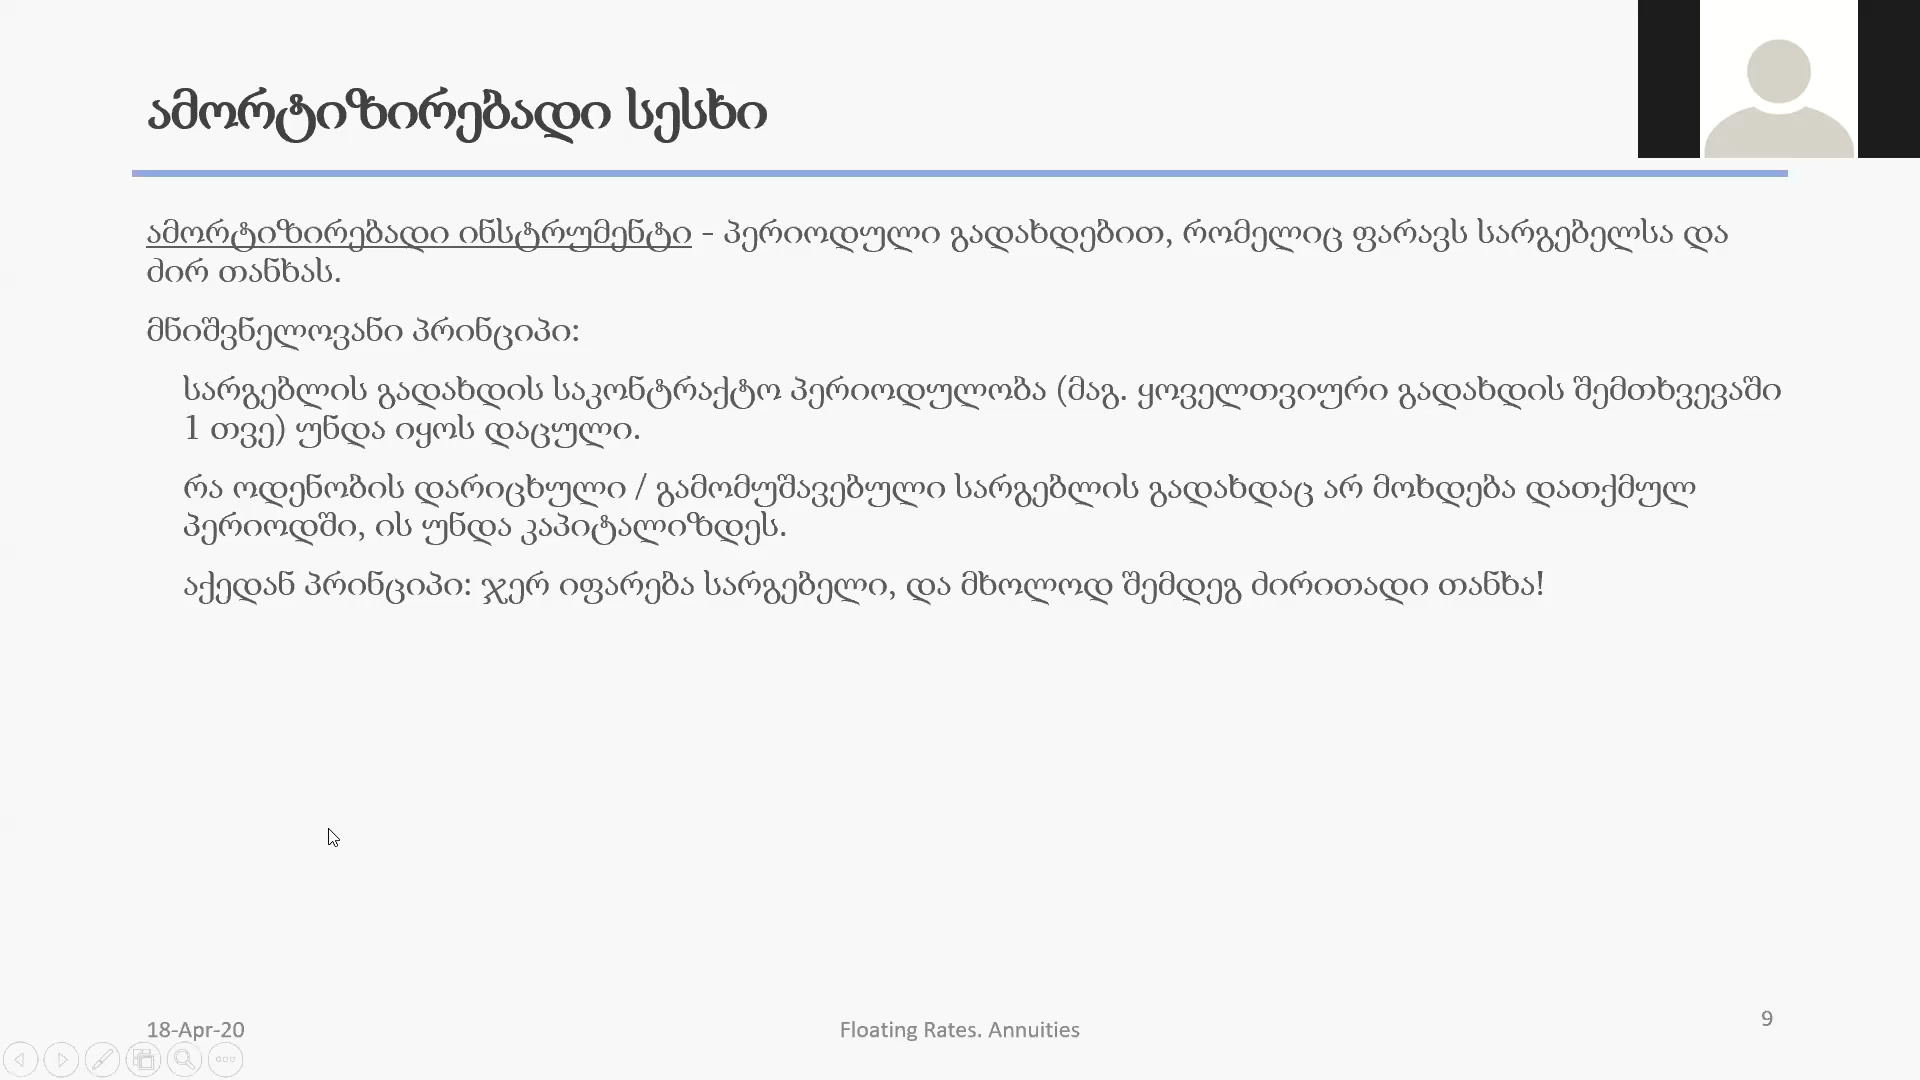 ამორტიზირებადი სესხი
ამორტიზირებადი ინსტრუმენტი - პერიოდული გადახდებით, რომელიც ფარავს სარგებელსა და
ძირ თანხას.
მნიშვნელოვანი პრინციპი:
სარგებლის გადახდის საკონტრაქტო პერიოდულობა (მაგ. ყოველთვიური გადახდის შემთხვევაში
1 თვე) უნდა იყოს დაცული.
რა ოდენობის დარიცხული / გამომუშავებული სარგებლის გადახდაც არ მოხდება დათქმულ
პერიოდში, ის უნდა კაპიტალიზდეს.
აქედან პრინციპი: ჯერ იფარება სარგებელი, და მხოლოდ შემდეგ ძირითადი თანხა!
18-Apr-20
Floating Rates. Annuities
9